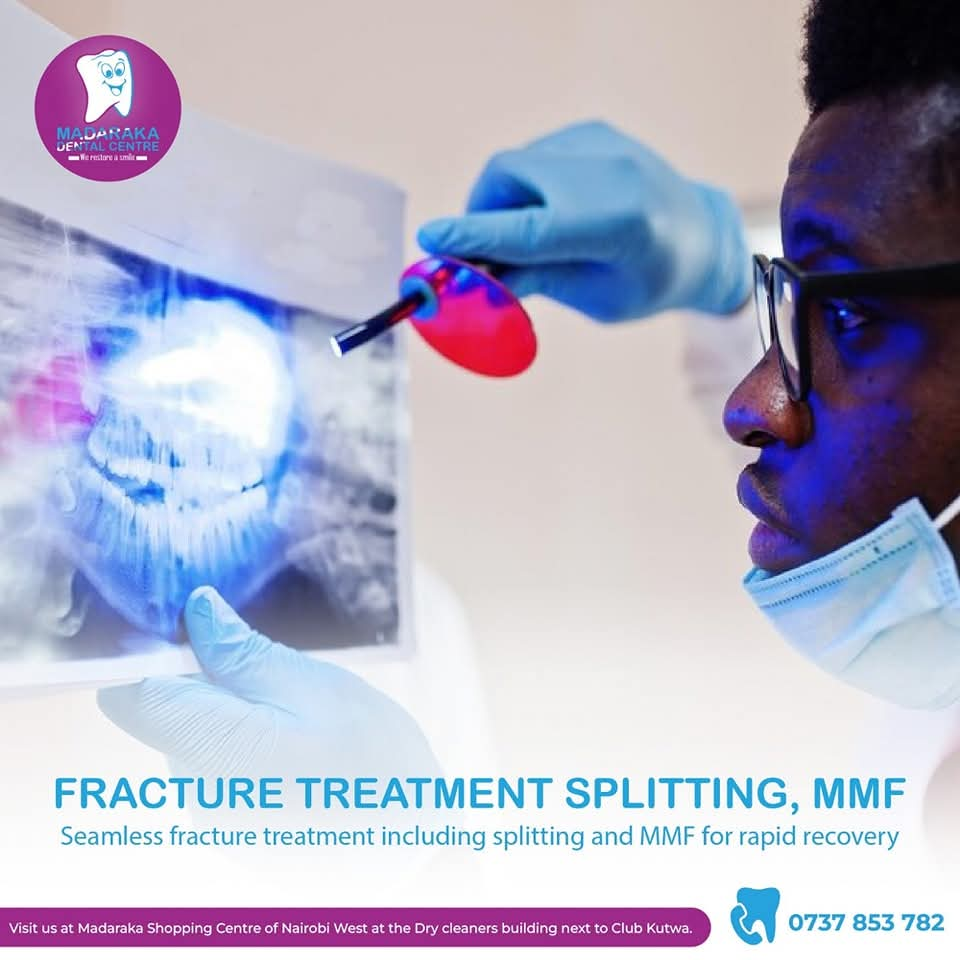 MADARAKA
DENTAL CENTRE
We restore a smile
FRACTURE TREATMENT SPLITTING, MMF
Seamless fracture treatment including splitting and MMF for rapid recovery
Visit us at Madaraka Shopping Centre of Nairobi West at the Dry cleaners building next to Club Kutwa.
0737 853 782